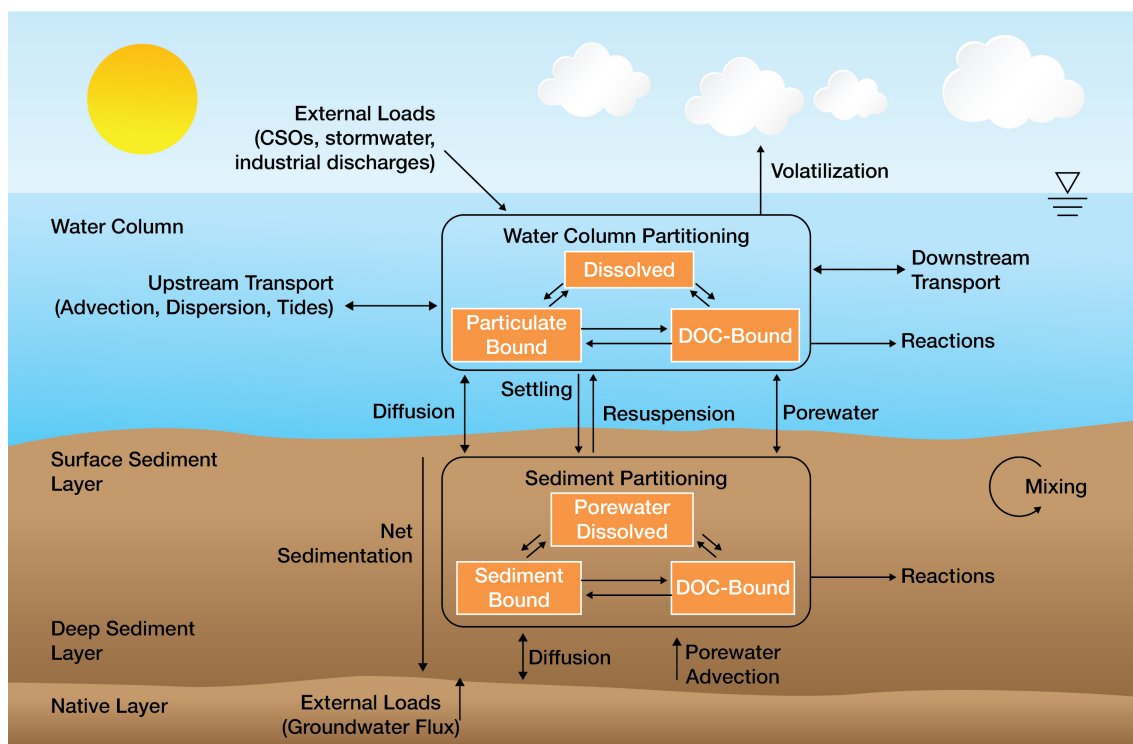 External Loads
(CSOs, stormwater,
industrial discharges)
Volatilization
Water Column
Water Column Partitioning
Dissolved
Upstream Transport
(Advection, Dispersion, Tides)
Downstream
Transport
Particulate
Bound
DOC-Bound
Reactions
Settling
Diffusion
Resuspension
Porewater
Surface Sediment
Layer
Sediment Partitioning
Porewater
Dissolved
Mixing
Net
Sedimentation
Sediment
Bound
DOC-Bound
Reactions
Deep Sediment
Layer
Diffusion
Porewater
Advection
Native Layer
External Loads
(Groundwater Flux)